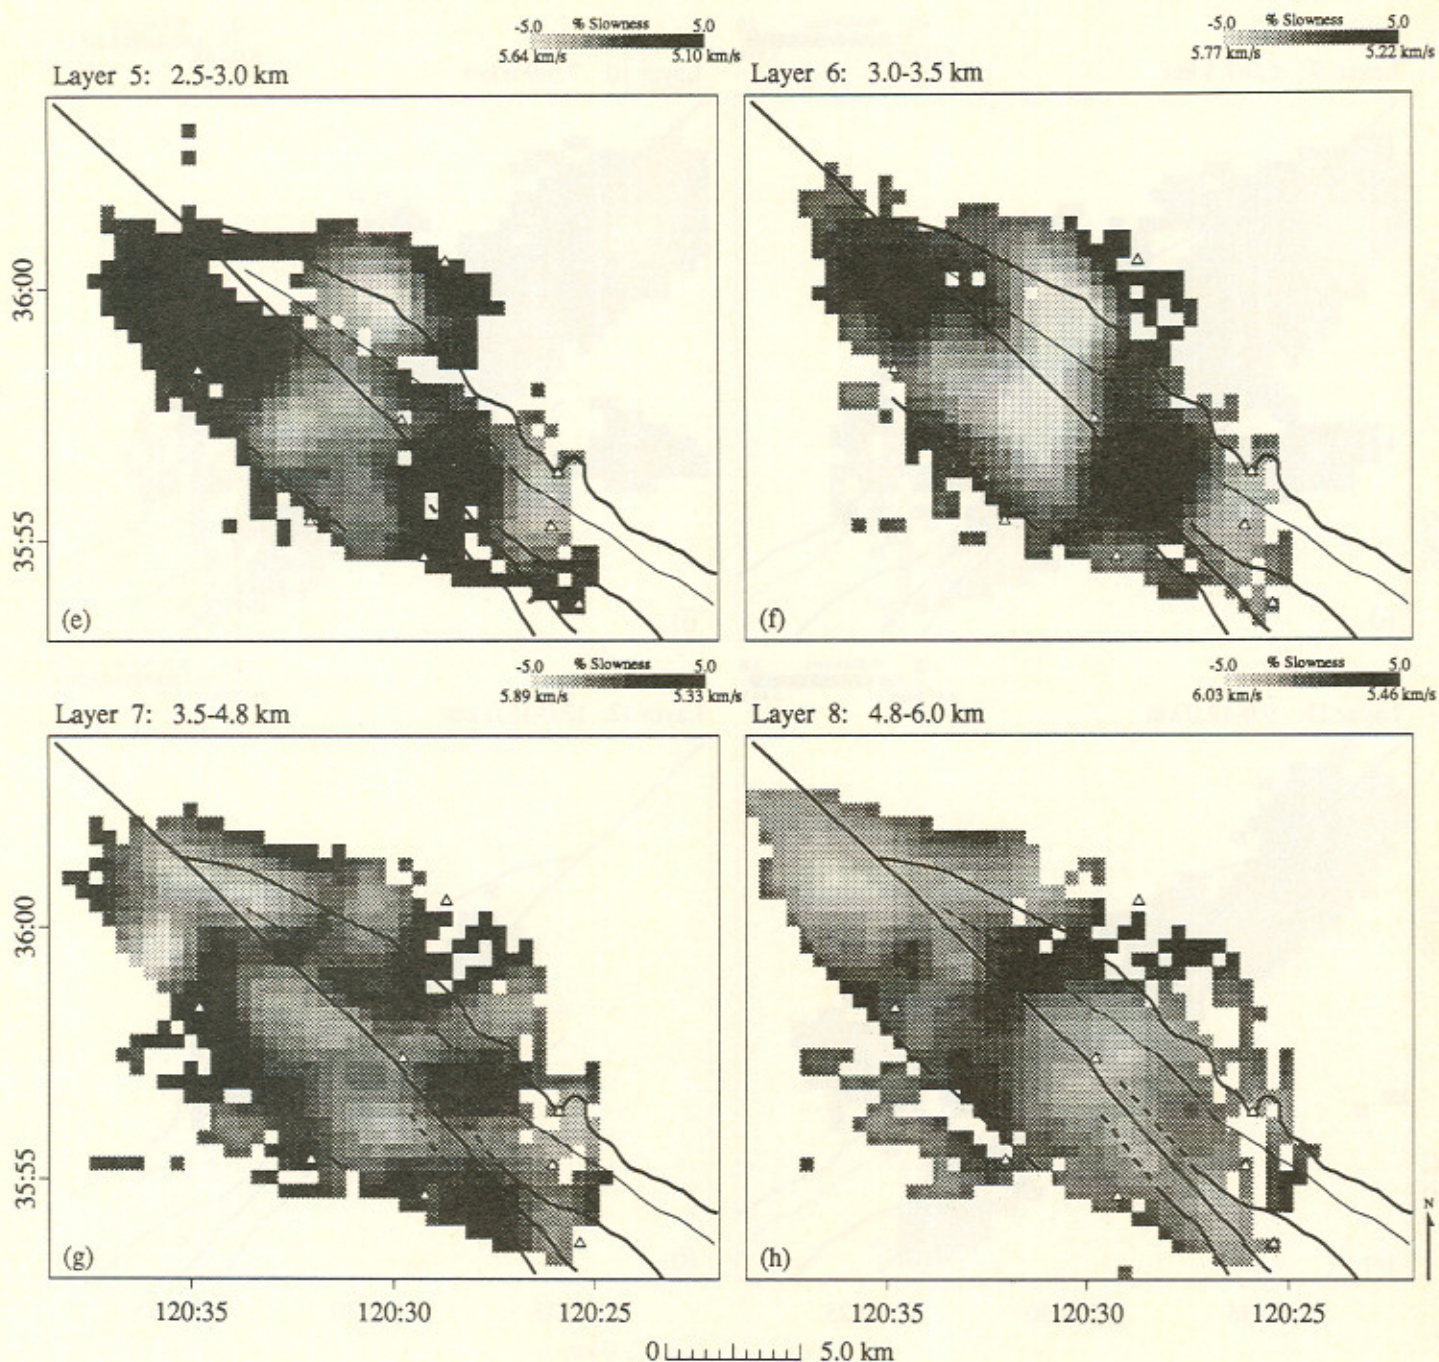 -5.0 % Slowness 5.0
5.64 km/s 5.10 km/s
Layer 5: 2.5-3.0 km
-5.0 % Slowness 5.0
5.77 km/s 5.22 km/s
Layer 6: 3.0-3.5 km
36:00
35:55
(e)
(f)
-5.0 % Slowness 5.0
5.89 km/s 5.33 km/s
Layer 7: 3.5-4.8 km
-5.0 % Slowness 5.0
6.03 km/s 5.46 km/s
Layer 8: 4.8-6.0 km
36:00
35:55
(g)
(h)
N
120:35 120:30 120:25
120:35 120:30 120:25
0 5.0 km